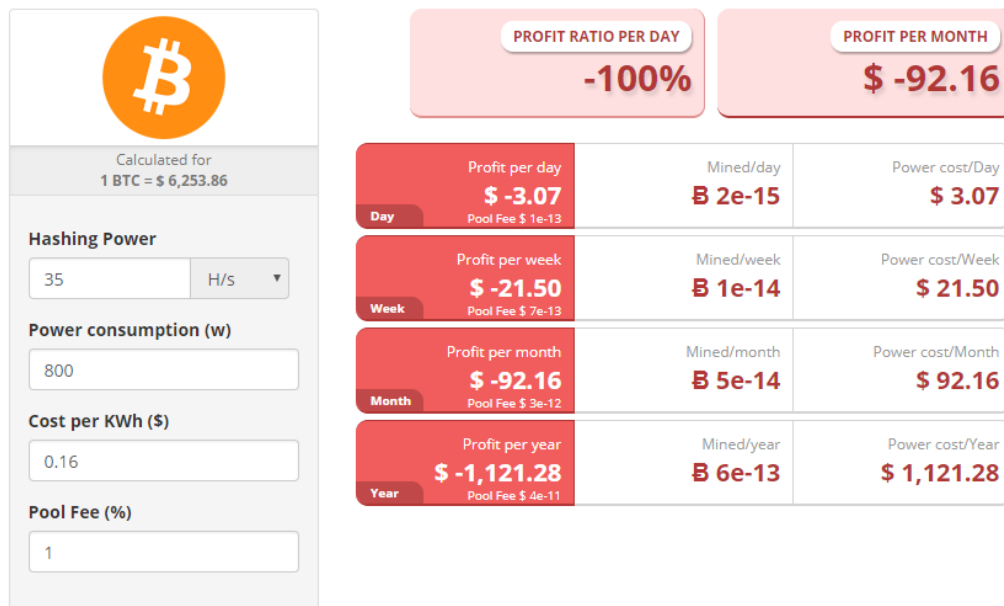 PROFIT RATIO PER DAY
-100%
PROFIT PER MONTH
$ -92.16
Calculated for
1 BTC = $ 6,253.86
Hashing Power
35
H/s
Power consumption (w)
800
Cost per KWh ($)
0.16
Pool Fee (%)
1
Profit per day
$ -3.07
Pool Fee $ 1e-13
Day
Mined/day
Ƀ 2e-15
Power cost/Day
$ 3.07
Profit per week
$ -21.50
Pool Fee $ 7e-13
Week
Mined/week
Ƀ 1e-14
Power cost/Week
$ 21.50
Profit per month
$ -92.16
Pool Fee $ 3e-12
Month
Mined/month
Ƀ 5e-14
Power cost/Month
$ 92.16
Profit per year
$ -1,121.28
Pool Fee $ 4e-11
Year
Mined/year
Ƀ 6e-13
Power cost/Year
$ 1,121.28